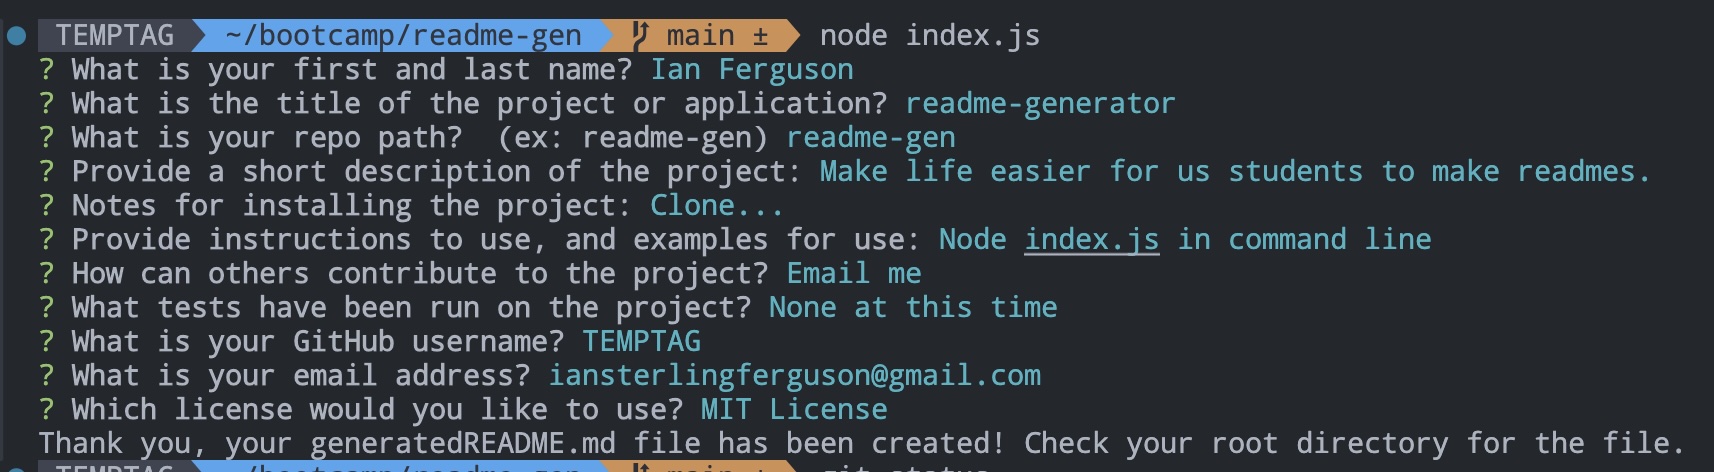 TEMPTAG ~/bootcamp/readme-gen main ± node index.js
? What is your first and last name? Ian Ferguson
? What is the title of the project or application? readme-generator
? What is your repo path?  (ex: readme-gen) readme-gen
? Provide a short description of the project: Make life easier for us students to make readmes.
? Notes for installing the project: Clone...
? Provide instructions to use, and examples for use: Node index.js in command line
? How can others contribute to the project? Email me
? What tests have been run on the project? None at this time
? What is your GitHub username? TEMPTAG
? What is your email address? iansterlingferguson@gmail.com
? Which license would you like to use? MIT License
Thank you, your generatedREADME.md file has been created! Check your root directory for the file.
TEMPTAG ~/bootcamp/readme-gen main ± git status